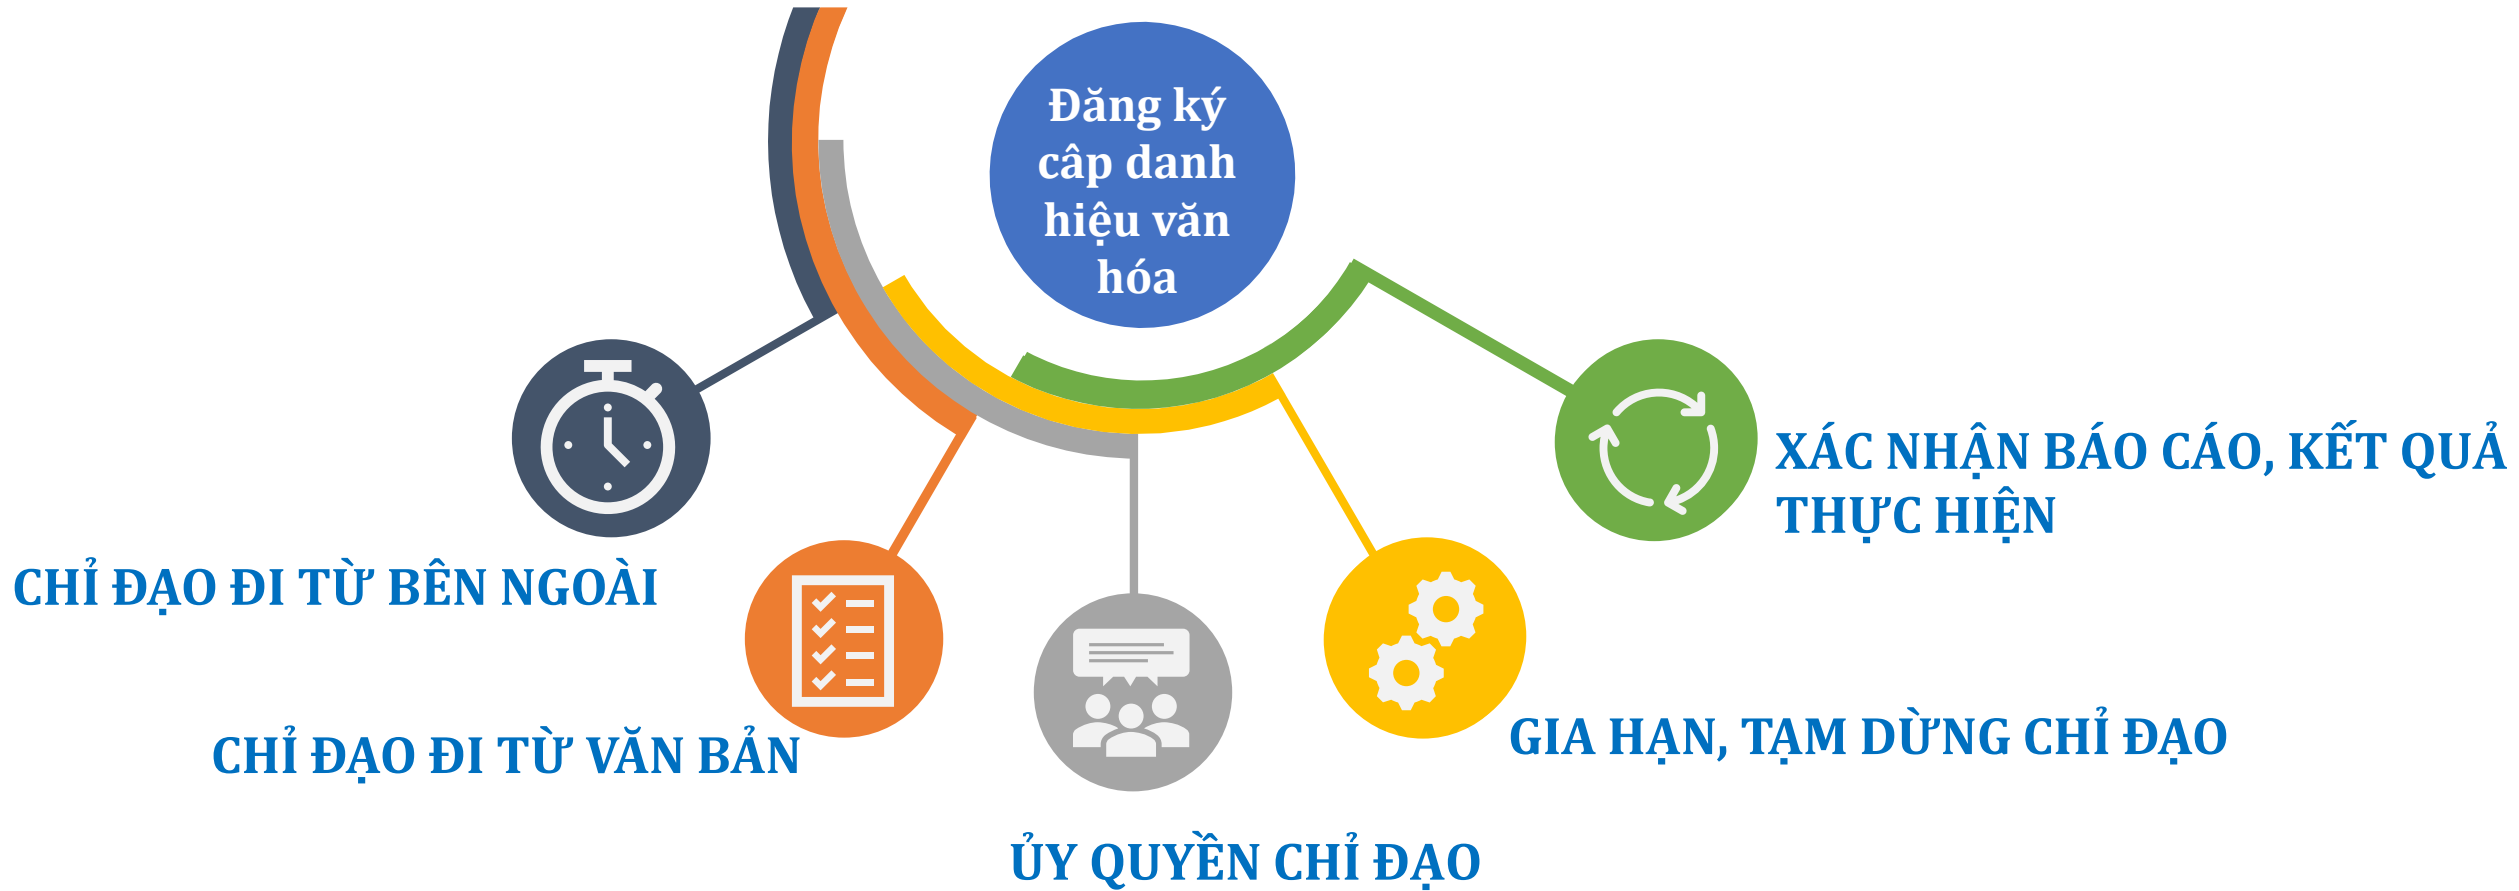 Đăng ký
cấp danh
hiệu văn
hóa
CHỈ ĐẠO ĐI TỪ BÊN NGOÀI
CHỈ ĐẠO ĐI TỪ VĂN BẢN
ỦY QUYỀN CHỈ ĐẠO
GIA HẠN, TẠM DỪNG CHỈ ĐẠO
XÁC NHẬN BÁO CÁO, KẾT QUẢ
THỰC HIỆN